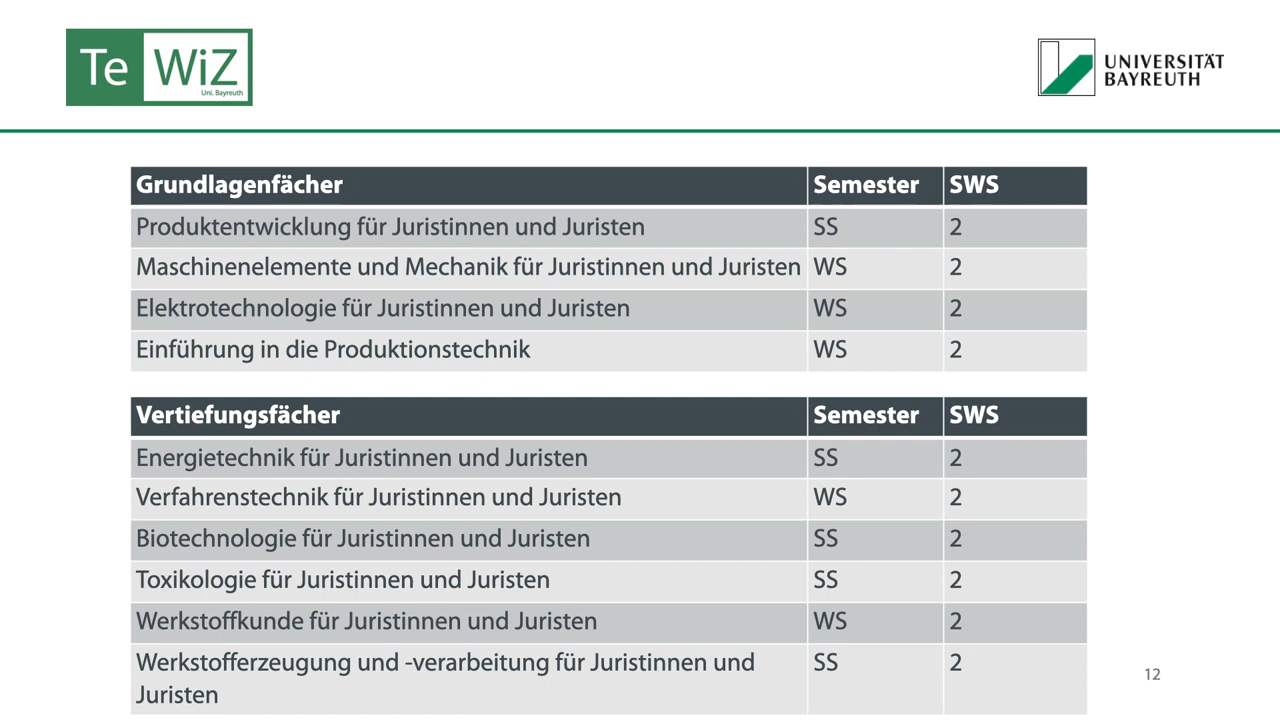 Te WiZ
Uni. Bayreuth
UNIVERSITÄT
BAYREUTH
Grundlagenfächer Semester SWS
Produktentwicklung für Juristinnen und Juristen SS 2
Maschinenelemente und Mechanik für Juristinnen und Juristen WS 2
Elektrotechnologie für Juristinnen und Juristen WS 2
Einführung in die Produktionstechnik WS 2
Vertiefungsfächer Semester SWS
Energietechnik für Juristinnen und Juristen SS 2
Verfahrenstechnik für Juristinnen und Juristen WS 2
Biotechnologie für Juristinnen und Juristen SS 2
Toxikologie für Juristinnen und Juristen SS 2
Werkstoffkunde für Juristinnen und Juristen WS 2
Werkstofferzeugung und -verarbeitung für Juristinnen und SS 2
Juristen
12